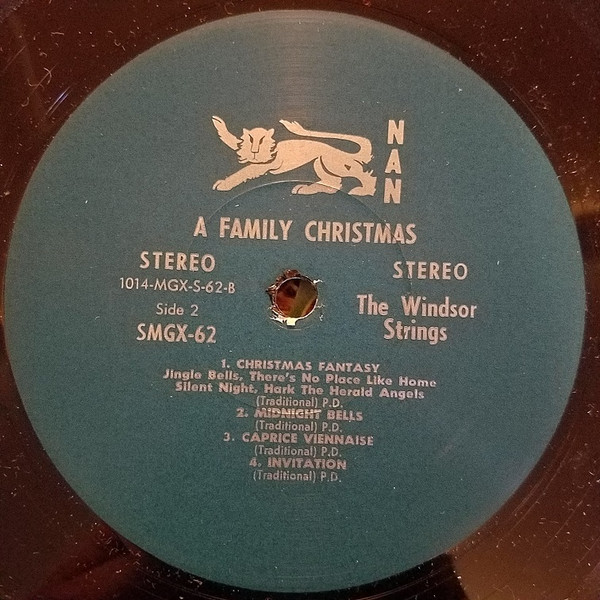 NAN
A FAMILY CHRISTMAS
STEREO
1014-MGX-S-62-B
Side 2
SMGX-62
STEREO
The Windsor
Strings
1. CHRISTMAS FANTASY
Jingle Bells, There's No Place Like Home
Silent Night, Hark The Herald Angels
(Traditional) P.D.
2. MIDNIGHT BELLS
(Traditional) P.D.
3. CAPRICE VIENNAISE
(Traditional) P.D.
4. INVITATION
(Traditional) P.D.